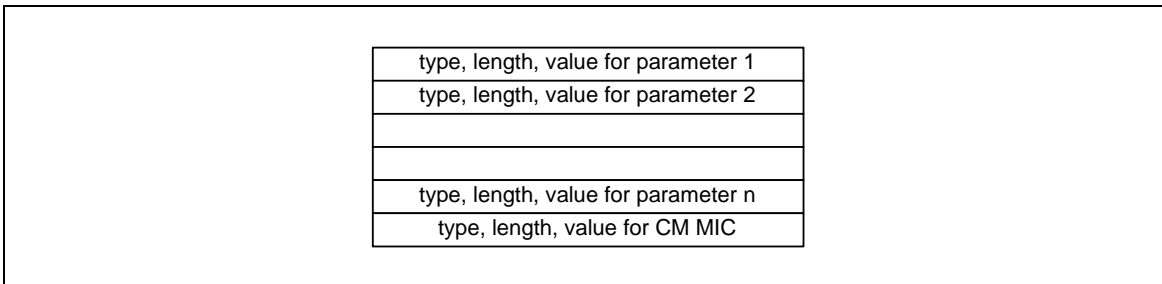 type, length, value for parameter 1
type, length, value for parameter 2
type, length, value for parameter n
type, length, value for CM MIC